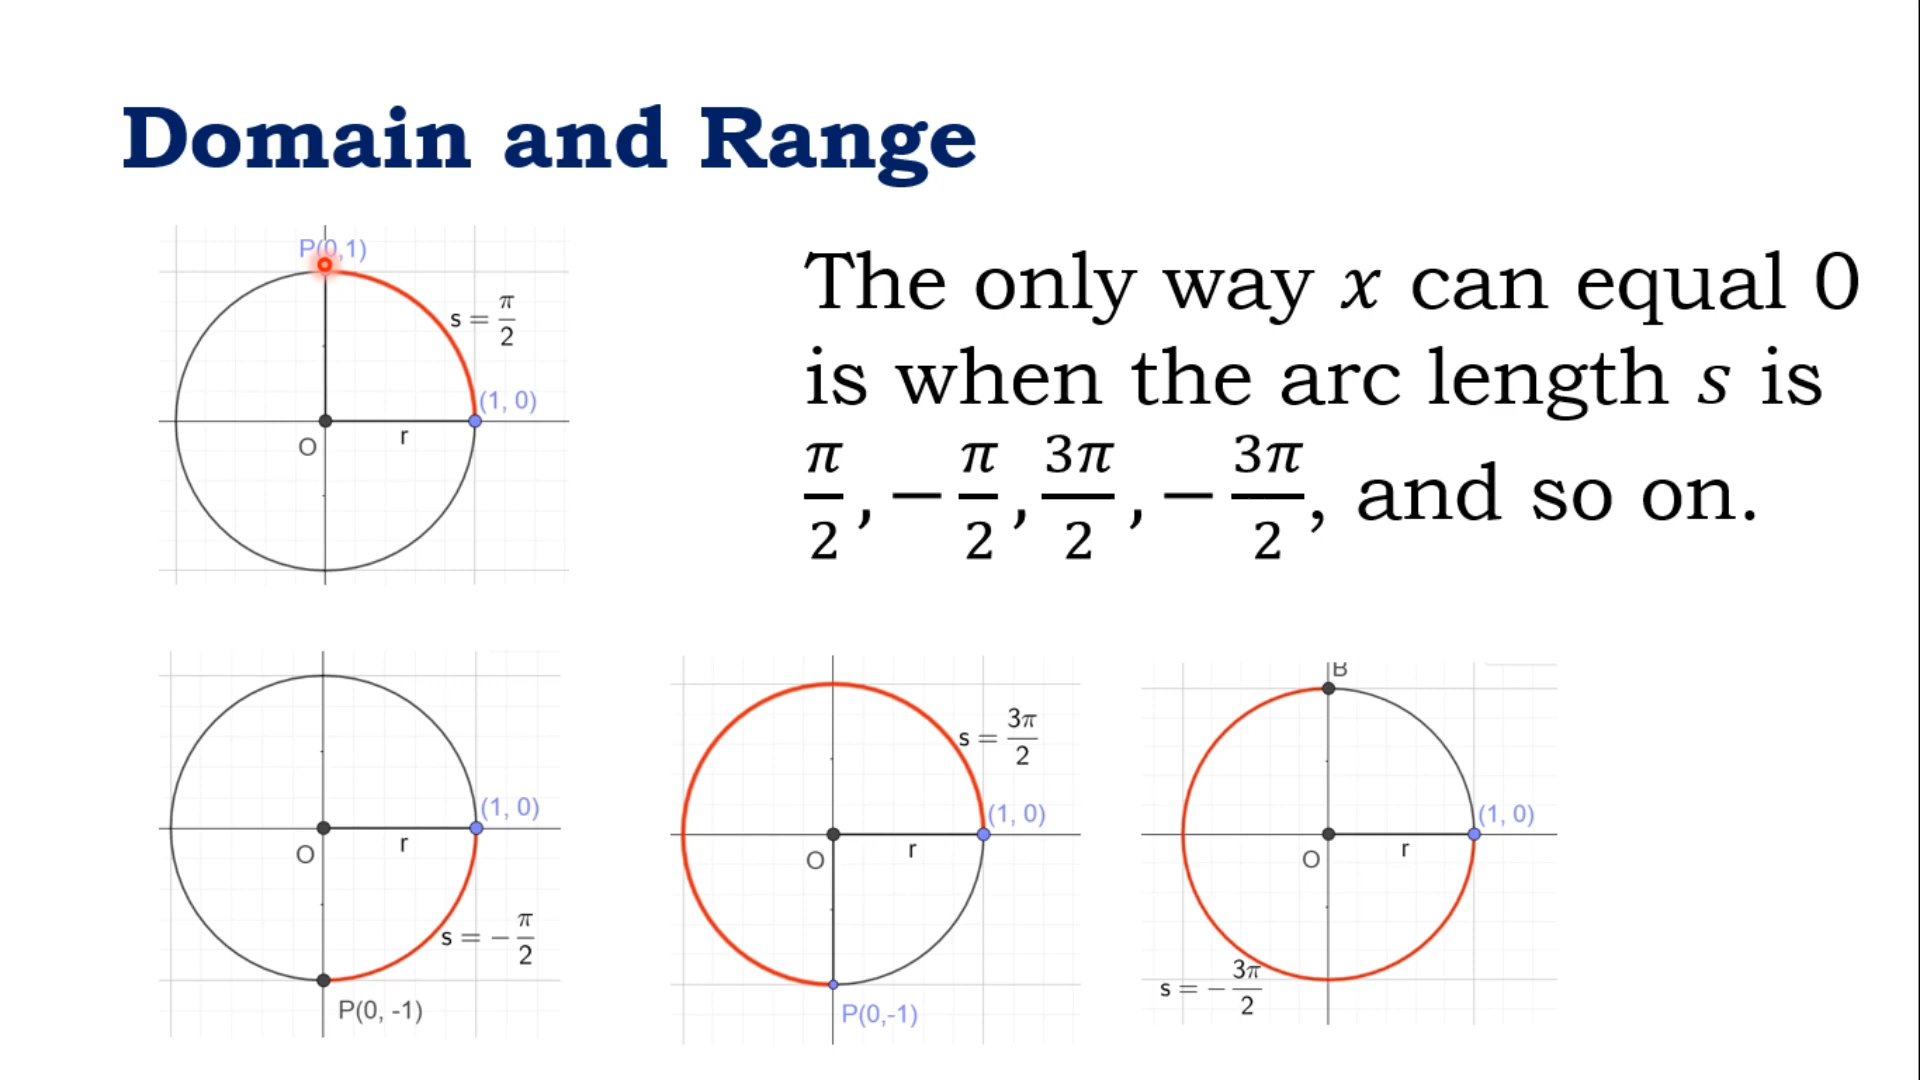 Domain and Range
P(0,1)
s = π/2
(1, 0)
O
r
The only way x can equal 0
is when the arc length s is
π/2, −π/2, 3π/2, −3π/2, and so on.
(1, 0)
O
r
s = −π/2
P(0, -1)
s = 3π/2
(1, 0)
O
r
P(0,-1)
B
(1, 0)
O
r
s = −3π/2